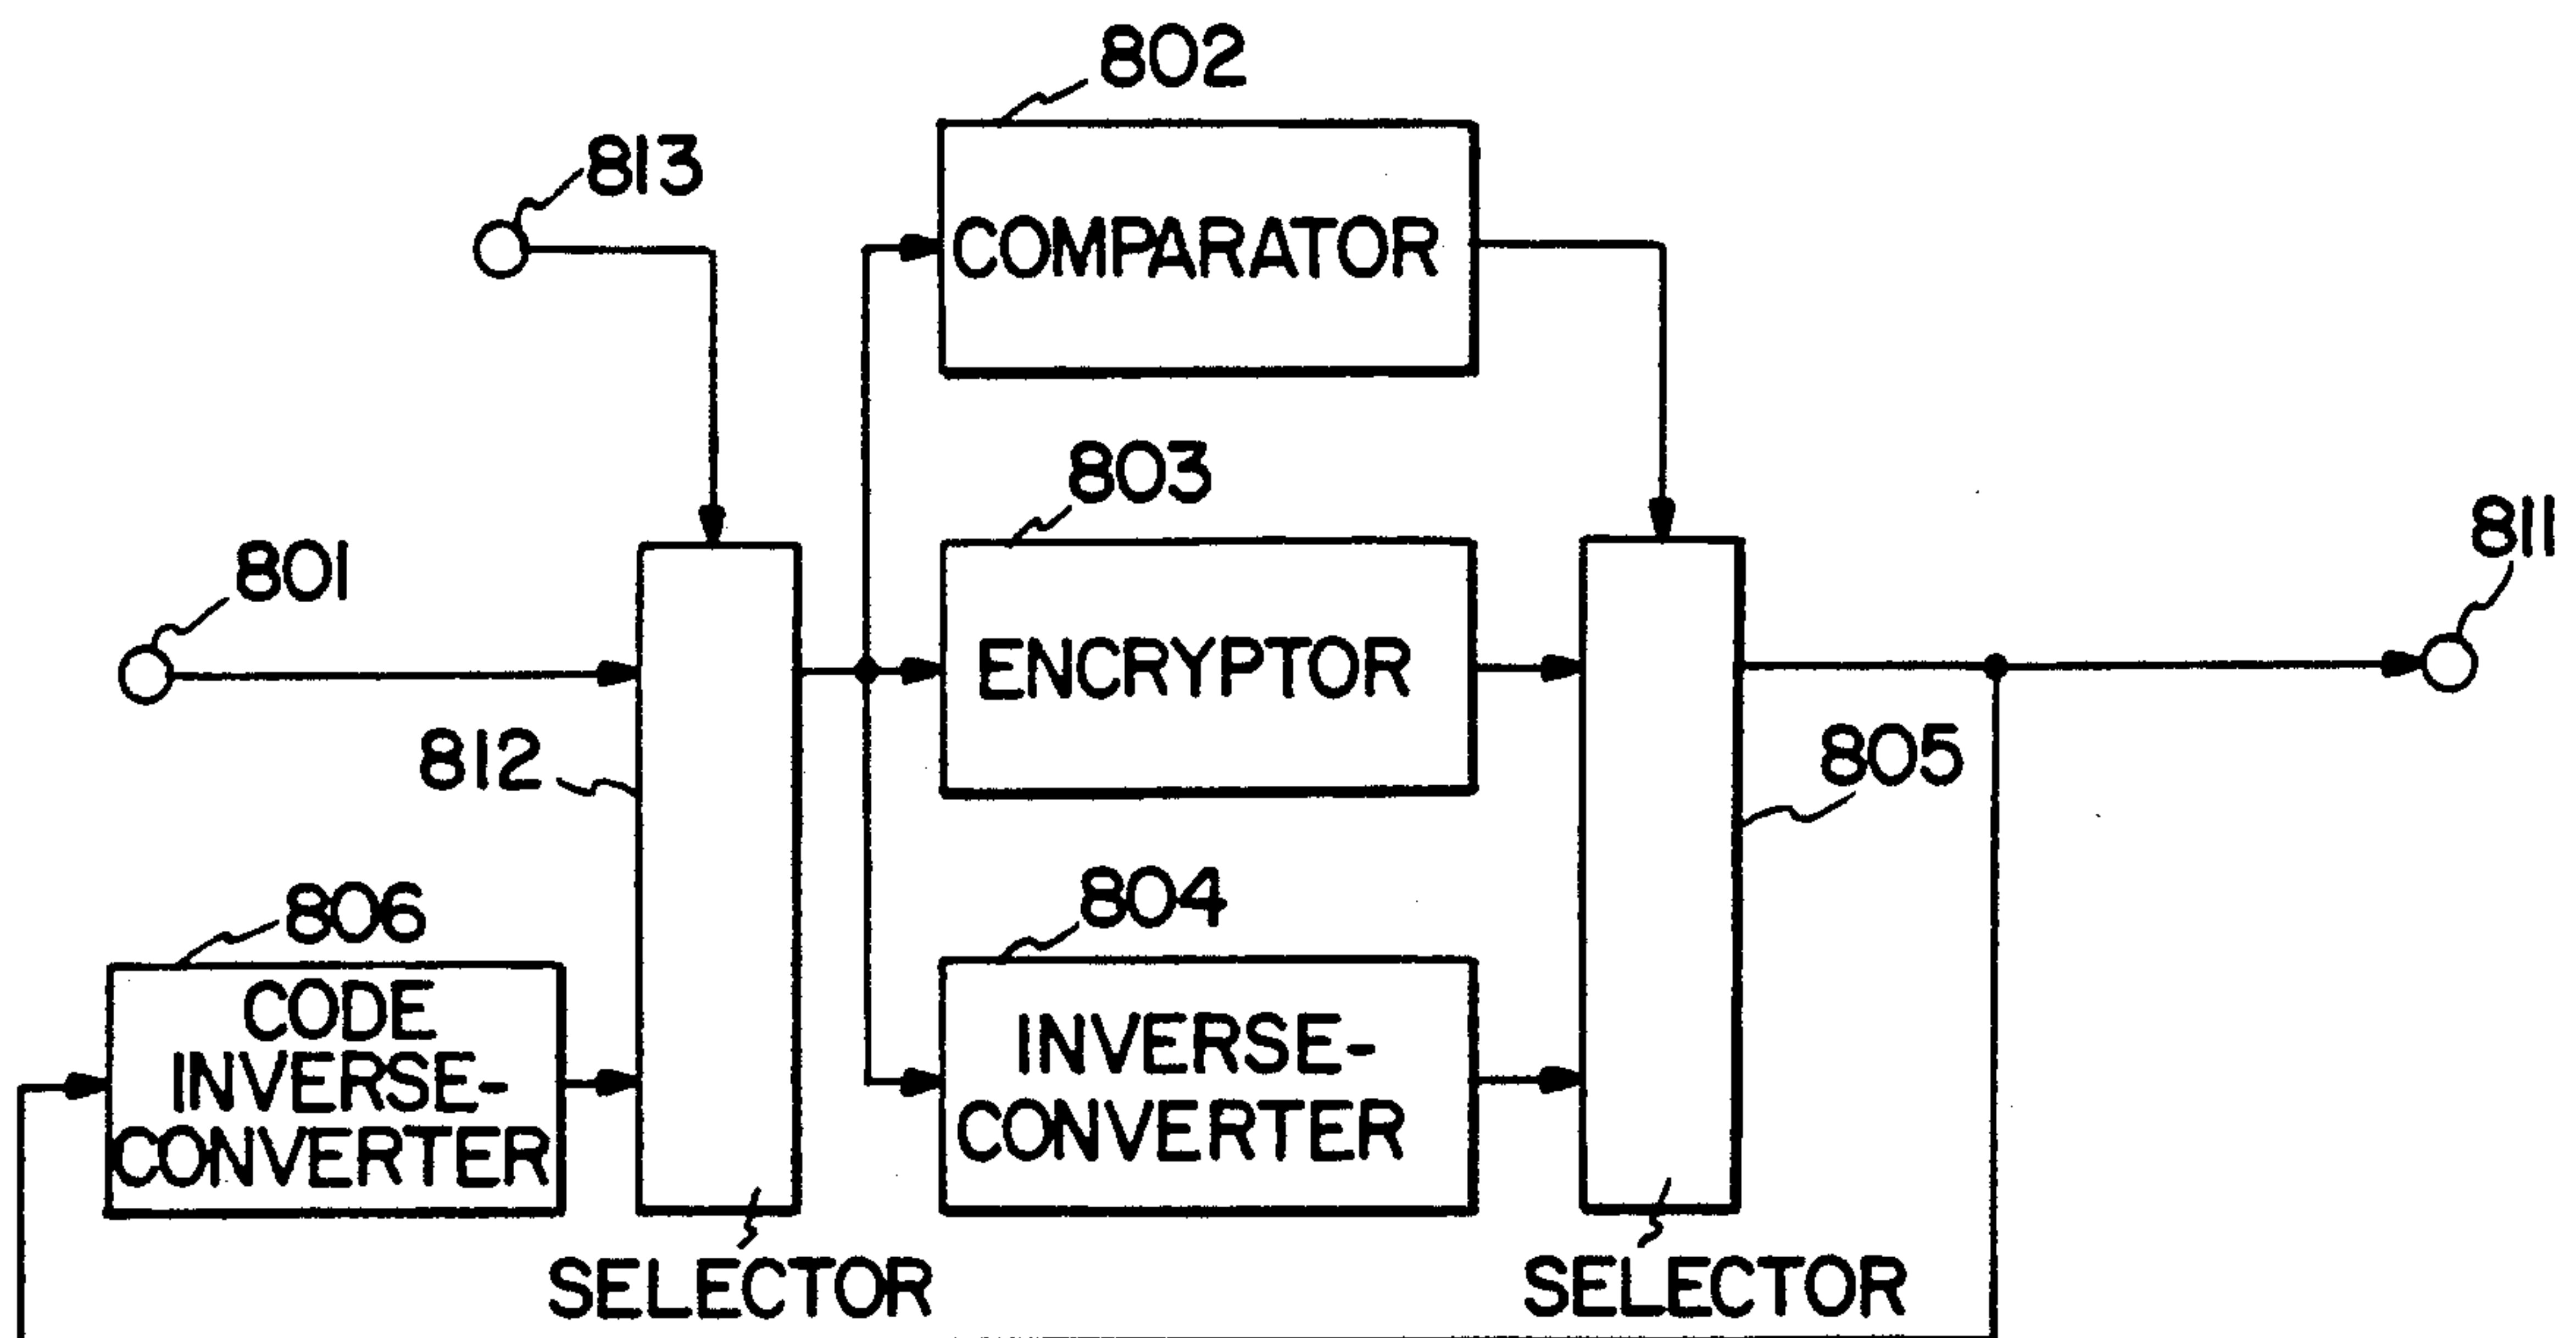 802
813
COMPARATOR
803
801
811
ENCRYPTOR
812
805
804
806
CODE
INVERSE-
CONVERTER
INVERSE-
CONVERTER
SELECTOR
SELECTOR